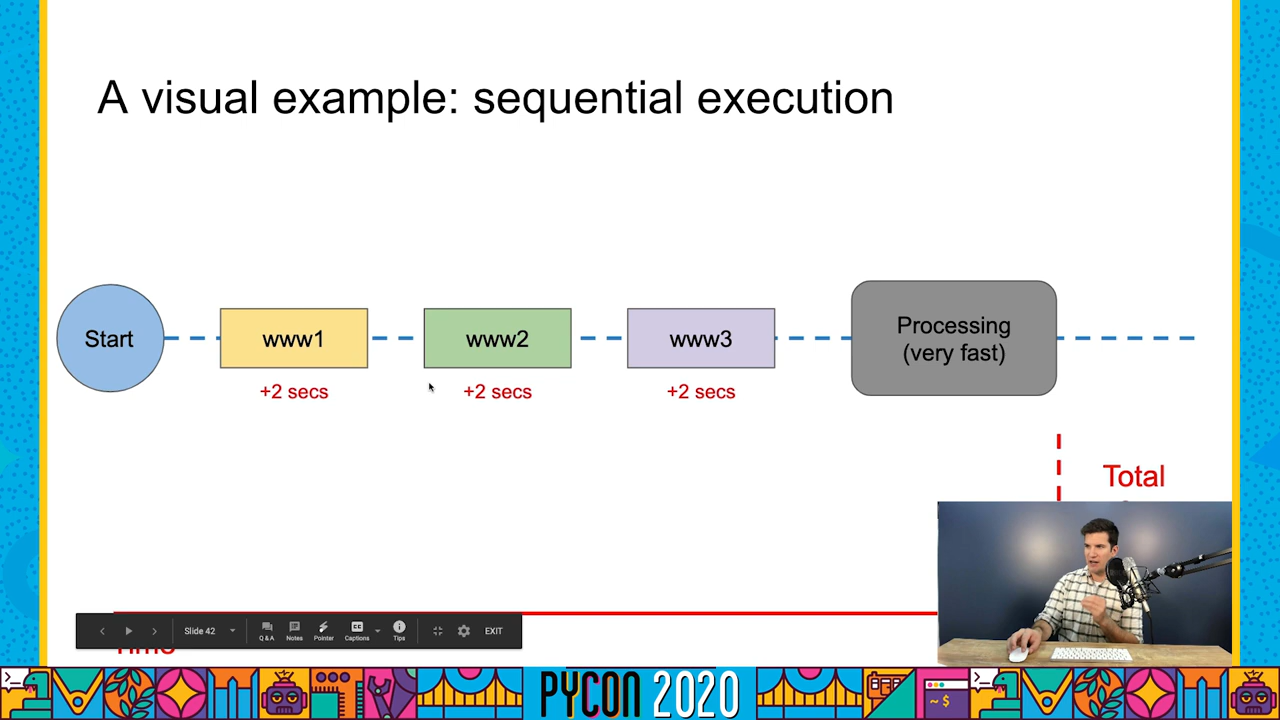 A visual example: sequential execution
Start
www1
www2
www3
Processing
(very fast)
+2 secs
+2 secs
+2 secs
Total
Slide 42
Q & A
Notes
Pointer
Captions
Tips
EXIT
PYCON 2020
>_
~$
>_